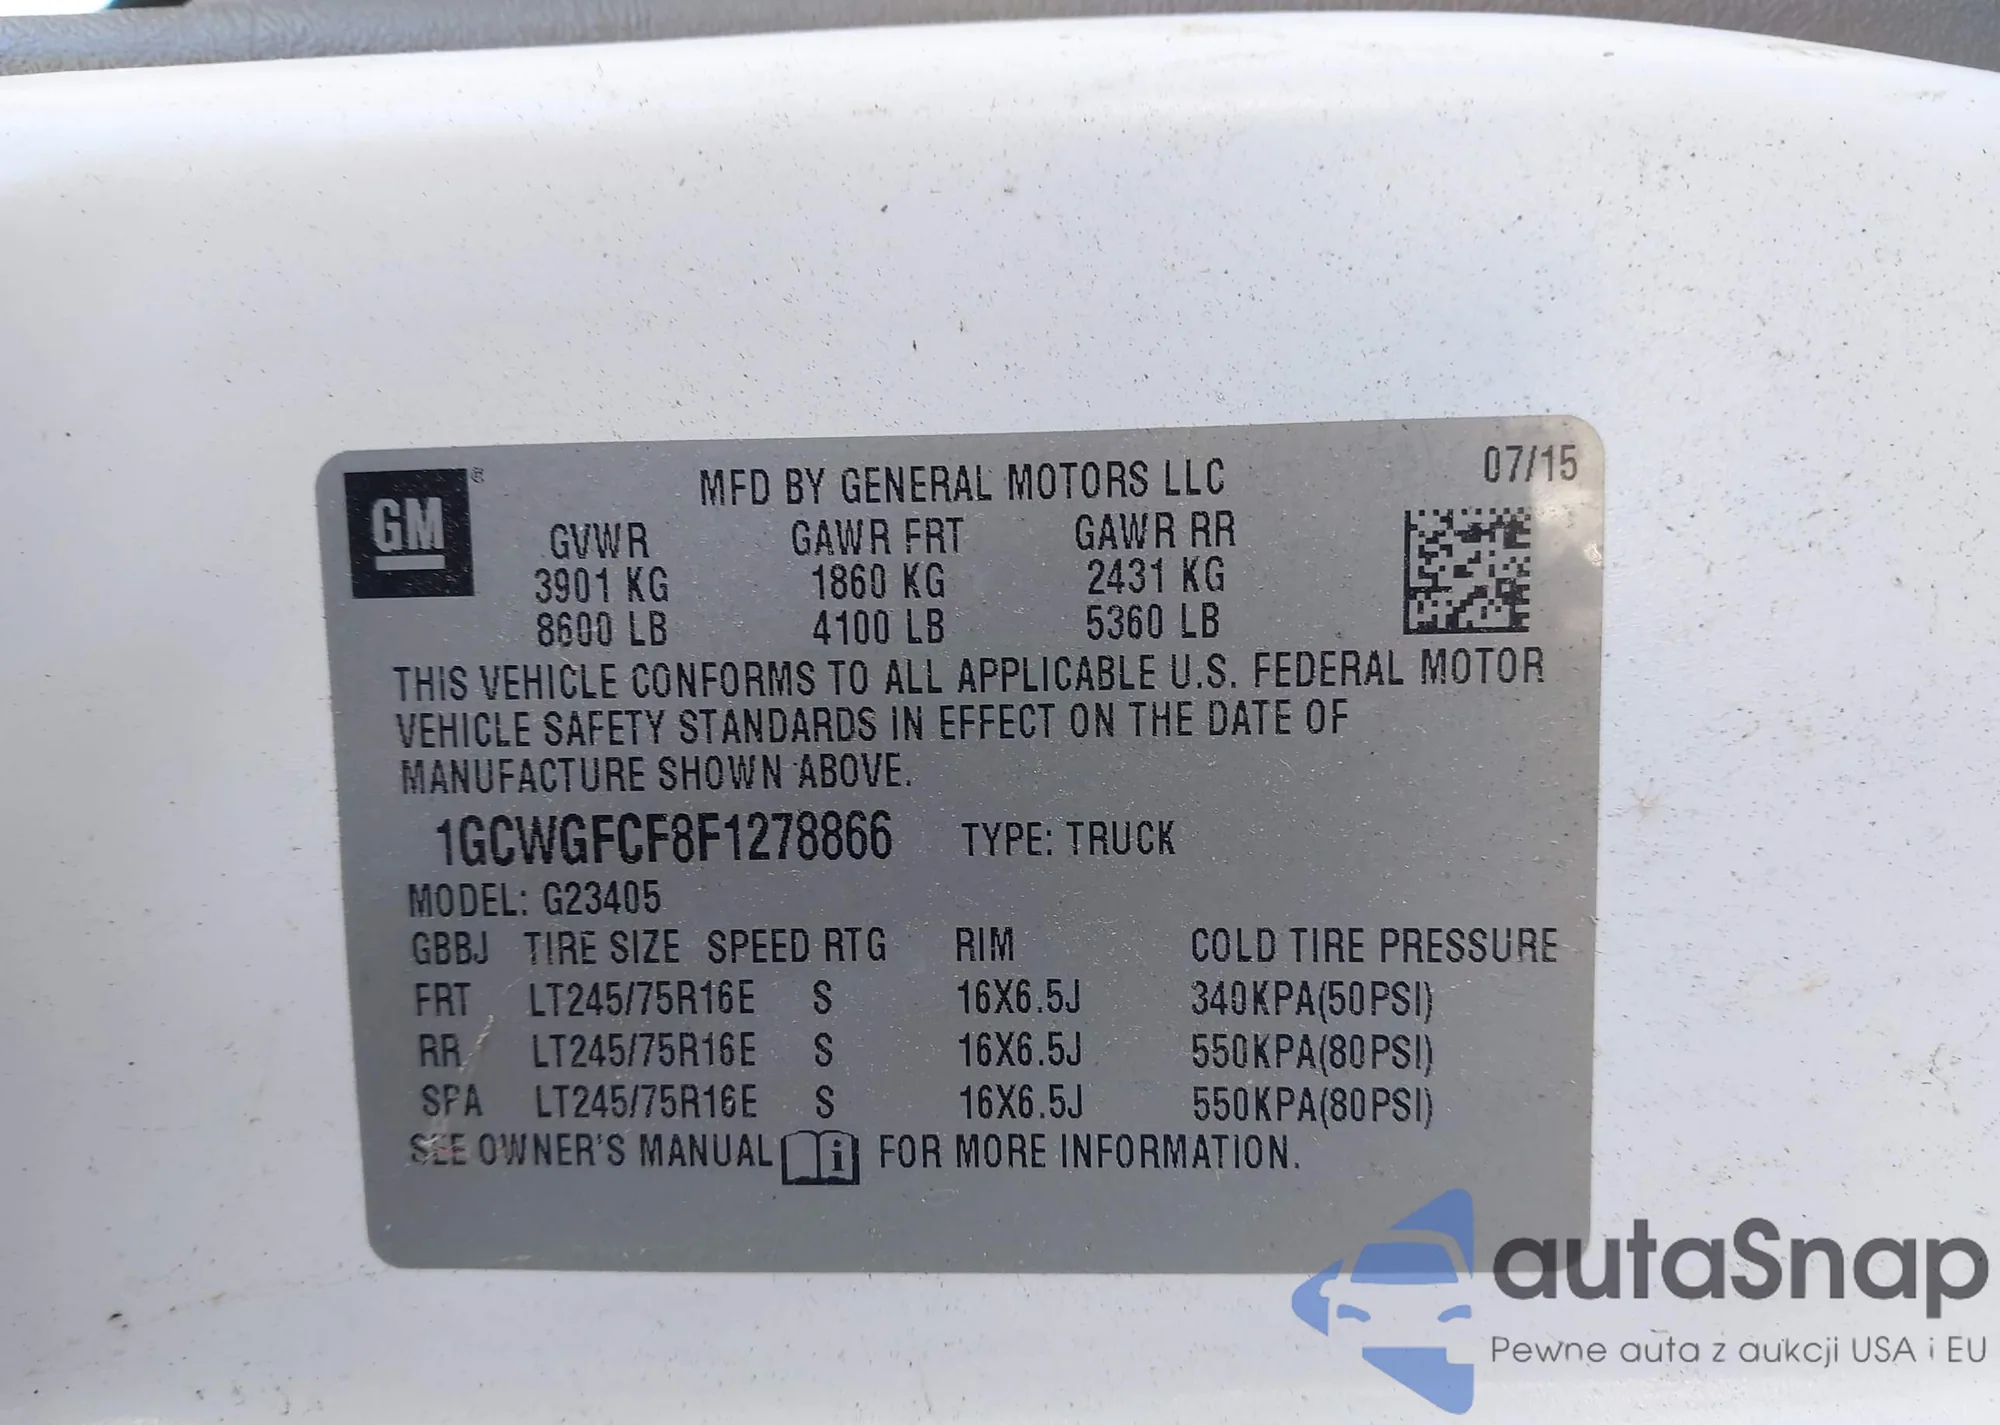 GM ®
MFD BY GENERAL MOTORS LLC 07/15
GVWR GAWR FRT GAWR RR
3901 KG 1860 KG 2431 KG
8600 LB 4100 LB 5360 LB
THIS VEHICLE CONFORMS TO ALL APPLICABLE U.S. FEDERAL MOTOR
VEHICLE SAFETY STANDARDS IN EFFECT ON THE DATE OF
MANUFACTURE SHOWN ABOVE.
1GCWGFCF8F1278866 TYPE: TRUCK
MODEL: G23405
GBBJ TIRE SIZE SPEED RTG RIM COLD TIRE PRESSURE
FRT LT245/75R16E S 16X6.5J 340KPA(50PSI)
RR LT245/75R16E S 16X6.5J 550KPA(80PSI)
SPA LT245/75R16E S 16X6.5J 550KPA(80PSI)
SEE OWNER'S MANUAL i FOR MORE INFORMATION.
autaSnap
Pewne auta z aukcji USA i EU